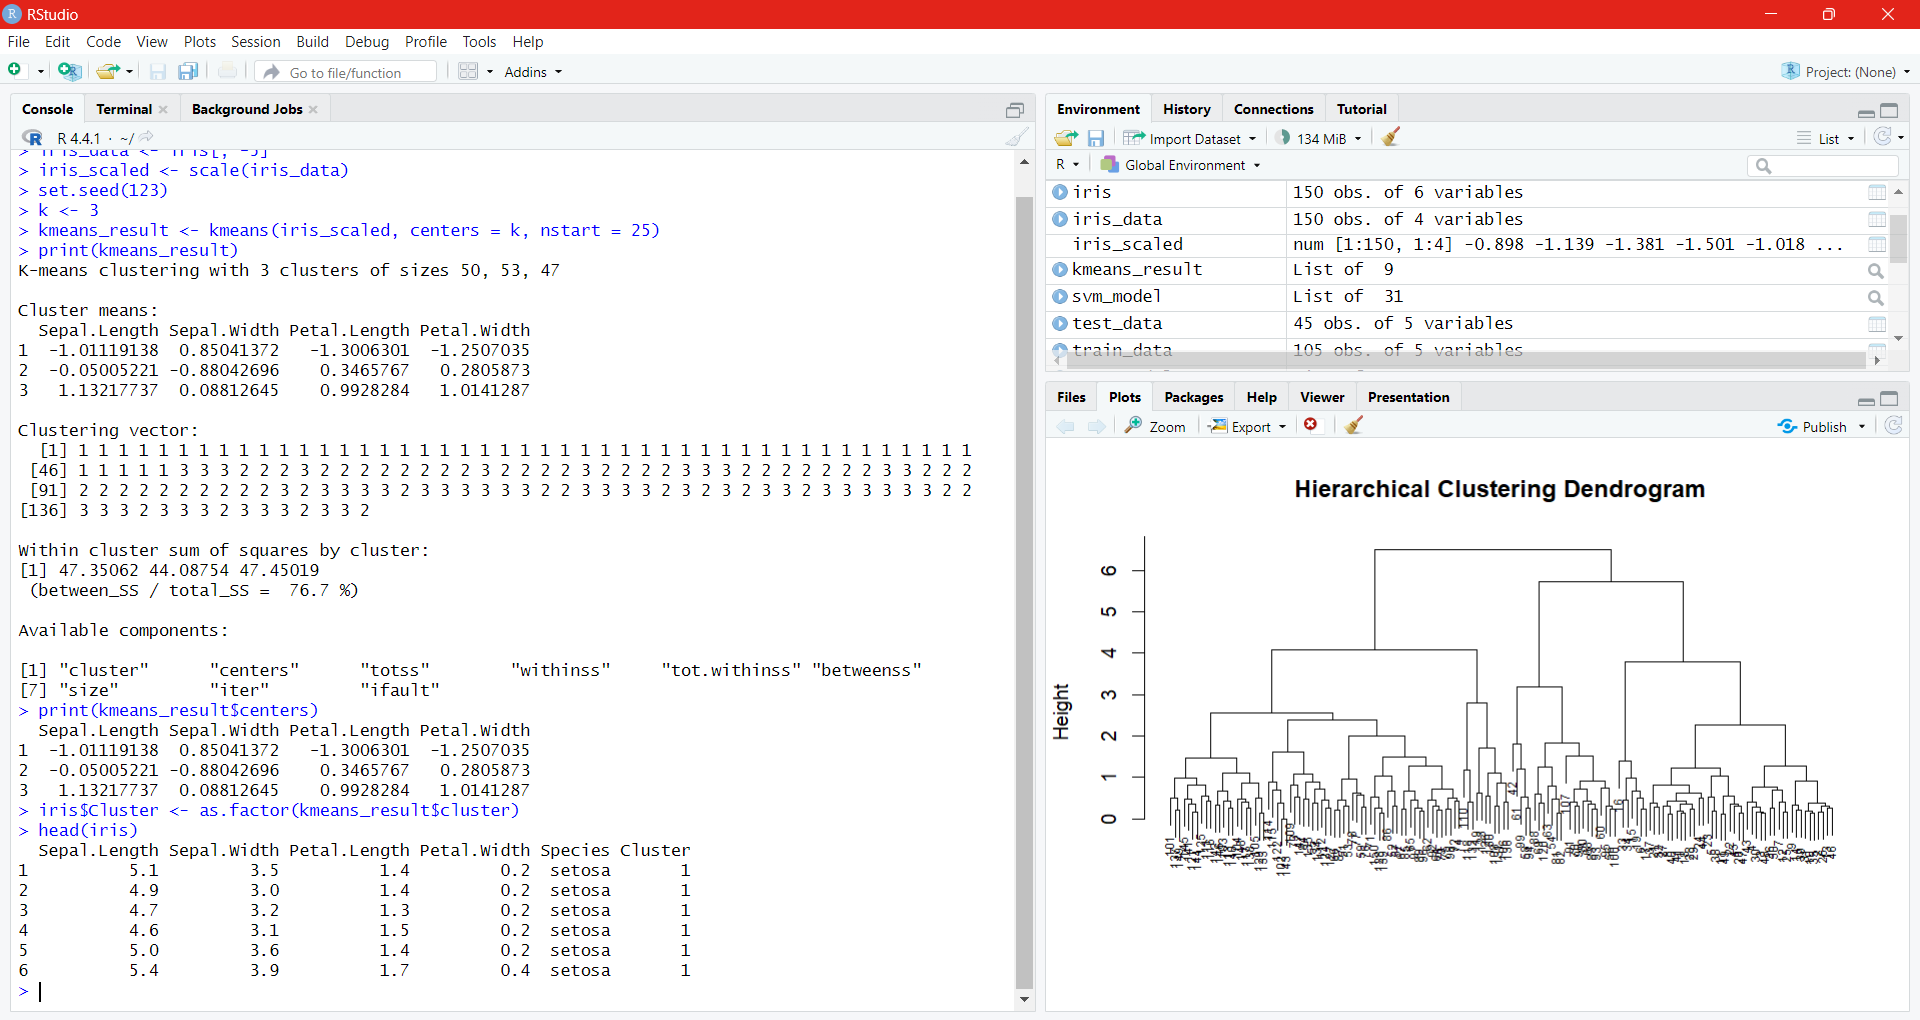 RStudio
File Edit Code View Plots Session Build Debug Profile Tools Help
Go to file/function Addins Project: (None)
Console Terminal Background Jobs
R 4.4.1 · ~/
> iris_data <- iris[, -5]
> iris_scaled <- scale(iris_data)
> set.seed(123)
> k <- 3
> kmeans_result <- kmeans(iris_scaled, centers = k, nstart = 25)
> print(kmeans_result)
K-means clustering with 3 clusters of sizes 50, 53, 47
Cluster means:
Sepal.Length Sepal.Width Petal.Length Petal.Width
1 -1.01119138 0.85041372 -1.3006301 -1.2507035
2 -0.05005221 -0.88042696 0.3465767 0.2805873
3 1.13217737 0.08812645 0.9928284 1.0141287
Clustering vector:
[1] 1 1 1 1 1 1 1 1 1 1 1 1 1 1 1 1 1 1 1 1 1 1 1 1 1 1 1 1 1 1 1 1 1 1 1 1 1 1 1 1 1 1 1 1 1
[46] 1 1 1 1 1 3 3 3 2 2 2 3 2 2 2 2 2 2 2 2 3 2 2 2 2 3 2 2 2 2 3 3 3 2 2 2 2 2 2 2 3 3 2 2 2
[91] 2 2 2 2 2 2 2 2 2 2 3 2 3 3 3 3 2 3 3 3 3 3 3 2 2 3 3 3 3 2 3 2 3 2 3 3 2 3 3 3 3 3 3 2 2
[136] 3 3 3 2 3 3 3 2 3 3 3 2 3 3 2
Within cluster sum of squares by cluster:
[1] 47.35062 44.08754 47.45019
(between_SS / total_SS = 76.7 %)
Available components:
[1] "cluster" "centers" "totss" "withinss" "tot.withinss" "betweenss"
[7] "size" "iter" "ifault"
> print(kmeans_result$centers)
Sepal.Length Sepal.Width Petal.Length Petal.Width
1 -1.01119138 0.85041372 -1.3006301 -1.2507035
2 -0.05005221 -0.88042696 0.3465767 0.2805873
3 1.13217737 0.08812645 0.9928284 1.0141287
> iris$Cluster <- as.factor(kmeans_result$cluster)
> head(iris)
Sepal.Length Sepal.Width Petal.Length Petal.Width Species Cluster
1 5.1 3.5 1.4 0.2 setosa 1
2 4.9 3.0 1.4 0.2 setosa 1
3 4.7 3.2 1.3 0.2 setosa 1
4 4.6 3.1 1.5 0.2 setosa 1
5 5.0 3.6 1.4 0.2 setosa 1
6 5.4 3.9 1.7 0.4 setosa 1
>
Environment History Connections Tutorial
Import Dataset 134 MiB List
R Global Environment
iris 150 obs. of 6 variables
iris_data 150 obs. of 4 variables
iris_scaled num [1:150, 1:4] -0.898 -1.139 -1.381 -1.501 -1.018 ...
kmeans_result List of 9
svm_model List of 31
test_data 45 obs. of 5 variables
train_data 105 obs. of 5 variables
Files Plots Packages Help Viewer Presentation
Zoom Export Publish
Hierarchical Clustering Dendrogram
Height
6
5
4
3
2
1
0
42
61
110
107
16